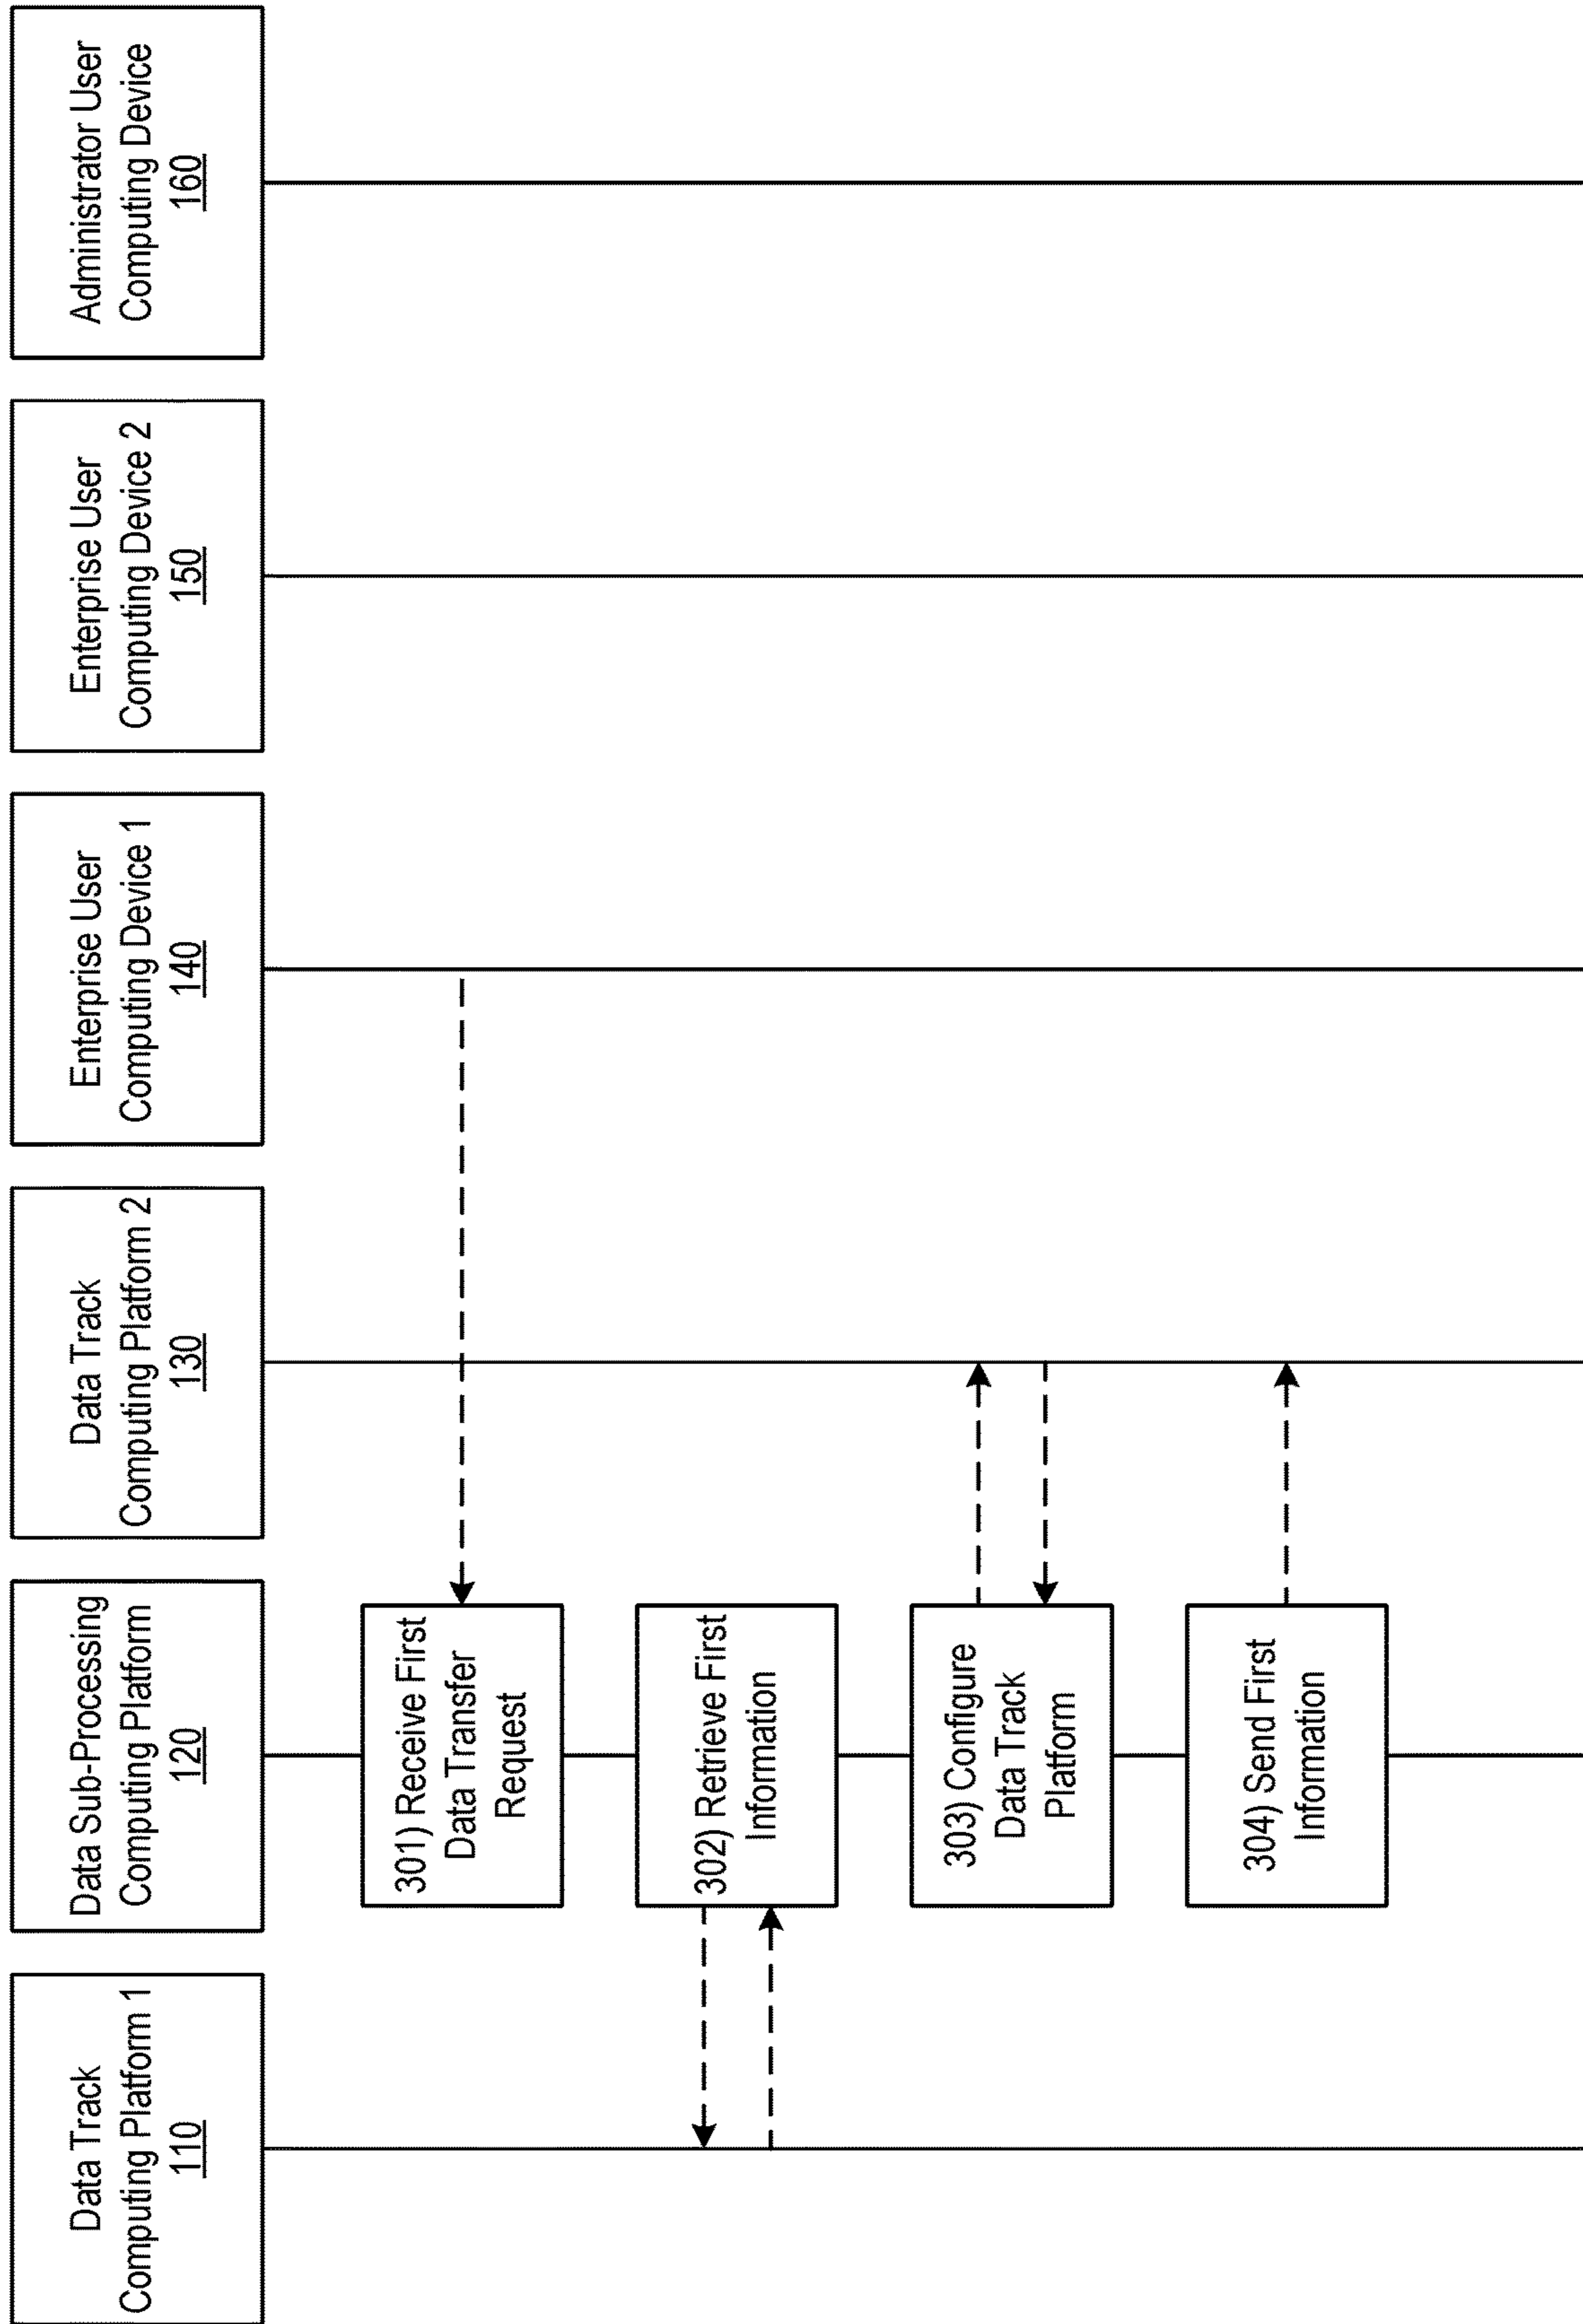 Data Track
Computing Platform 1
110
Data Sub-Processing
Computing Platform
120
Data Track
Computing Platform 2
130
Enterprise User
Computing Device 1
140
Enterprise User
Computing Device 2
150
Administrator User
Computing Device
160
301) Receive First
Data Transfer
Request
302) Retrieve First
Information
303) Configure
Data Track
Platform
304) Send First
Information